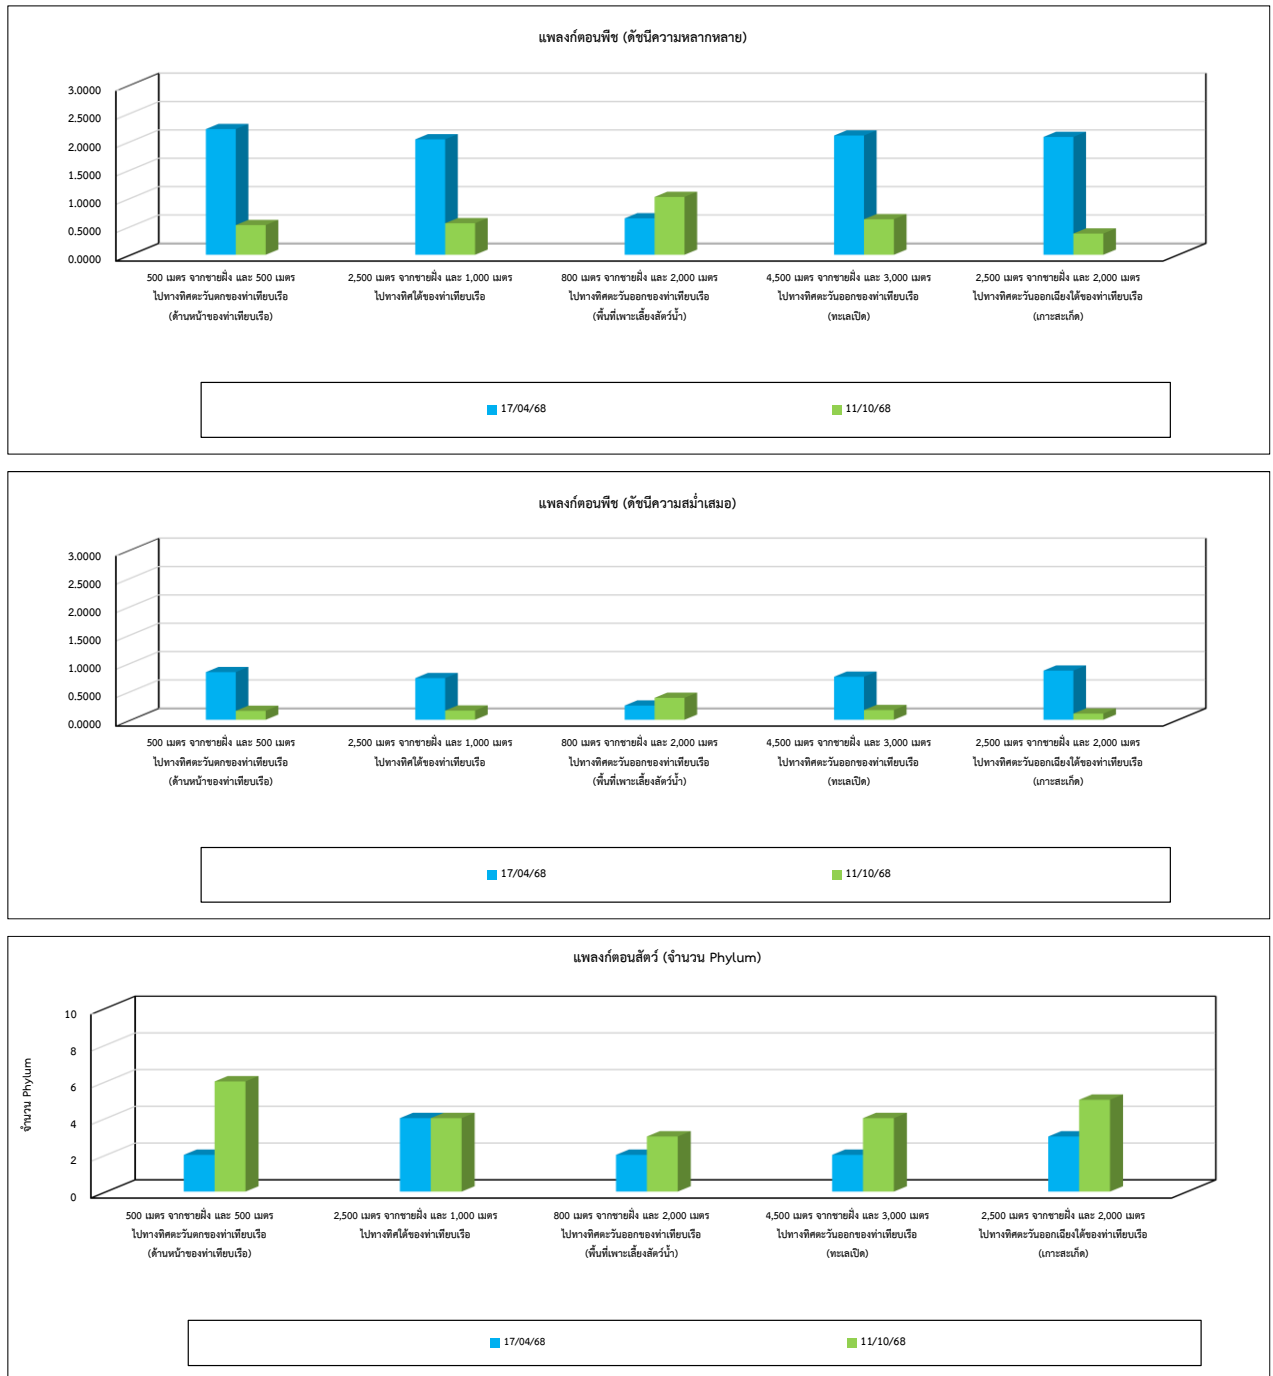 แพลงก์ตอนพืช (ดัชนีความหลากหลาย)
3.0000
2.5000
2.0000
1.5000
1.0000
0.5000
0.0000
500 เมตร จากชายฝั่ง และ 500 เมตร
ไปทางทิศตะวันตกของท่าเทียบเรือ
(ด้านหน้าของท่าเทียบเรือ)
2,500 เมตร จากชายฝั่ง และ 1,000 เมตร
ไปทางทิศใต้ของท่าเทียบเรือ
800 เมตร จากชายฝั่ง และ 2,000 เมตร
ไปทางทิศตะวันออกของท่าเทียบเรือ
(พื้นที่เพาะเลี้ยงสัตว์น้ำ)
4,500 เมตร จากชายฝั่ง และ 3,000 เมตร
ไปทางทิศตะวันออกของท่าเทียบเรือ
(ทะเลเปิด)
2,500 เมตร จากชายฝั่ง และ 2,000 เมตร
ไปทางทิศตะวันออกเฉียงใต้ของท่าเทียบเรือ
(เกาะสะเก็ด)
17/04/68
11/10/68
แพลงก์ตอนพืช (ดัชนีความสม่ำเสมอ)
3.0000
2.5000
2.0000
1.5000
1.0000
0.5000
0.0000
500 เมตร จากชายฝั่ง และ 500 เมตร
ไปทางทิศตะวันตกของท่าเทียบเรือ
(ด้านหน้าของท่าเทียบเรือ)
2,500 เมตร จากชายฝั่ง และ 1,000 เมตร
ไปทางทิศใต้ของท่าเทียบเรือ
800 เมตร จากชายฝั่ง และ 2,000 เมตร
ไปทางทิศตะวันออกของท่าเทียบเรือ
(พื้นที่เพาะเลี้ยงสัตว์น้ำ)
4,500 เมตร จากชายฝั่ง และ 3,000 เมตร
ไปทางทิศตะวันออกของท่าเทียบเรือ
(ทะเลเปิด)
2,500 เมตร จากชายฝั่ง และ 2,000 เมตร
ไปทางทิศตะวันออกเฉียงใต้ของท่าเทียบเรือ
(เกาะสะเก็ด)
17/04/68
11/10/68
แพลงก์ตอนสัตว์ (จำนวน Phylum)
จำนวน Phylum
10
8
6
4
2
0
500 เมตร จากชายฝั่ง และ 500 เมตร
ไปทางทิศตะวันตกของท่าเทียบเรือ
(ด้านหน้าของท่าเทียบเรือ)
2,500 เมตร จากชายฝั่ง และ 1,000 เมตร
ไปทางทิศใต้ของท่าเทียบเรือ
800 เมตร จากชายฝั่ง และ 2,000 เมตร
ไปทางทิศตะวันออกของท่าเทียบเรือ
(พื้นที่เพาะเลี้ยงสัตว์น้ำ)
4,500 เมตร จากชายฝั่ง และ 3,000 เมตร
ไปทางทิศตะวันออกของท่าเทียบเรือ
(ทะเลเปิด)
2,500 เมตร จากชายฝั่ง และ 2,000 เมตร
ไปทางทิศตะวันออกเฉียงใต้ของท่าเทียบเรือ
(เกาะสะเก็ด)
17/04/68
11/10/68